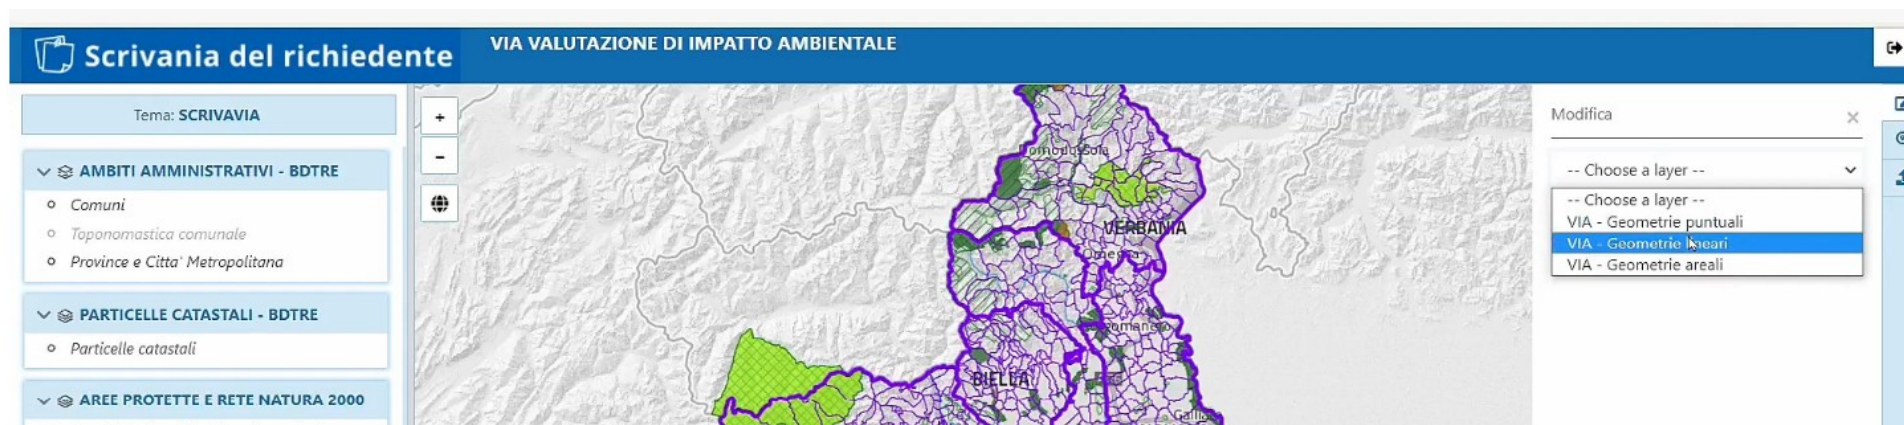 Scrivania del richiedente
VIA VALUTAZIONE DI IMPATTO AMBIENTALE
Tema: SCRIVAVIA
AMBITI AMMINISTRATIVI - BDTRE
Comuni
Toponomastica comunale
Province e Citta' Metropolitana
PARTICELLE CATASTALI - BDTRE
Particelle catastali
AREE PROTETTE E RETE NATURA 2000
+
-
Domodossola
VERBANIA
Omegna
BIELLA
Modifica
×
-- Choose a layer --
-- Choose a layer --
VIA - Geometrie puntuali
VIA - Geometrie lineari
VIA - Geometrie areali